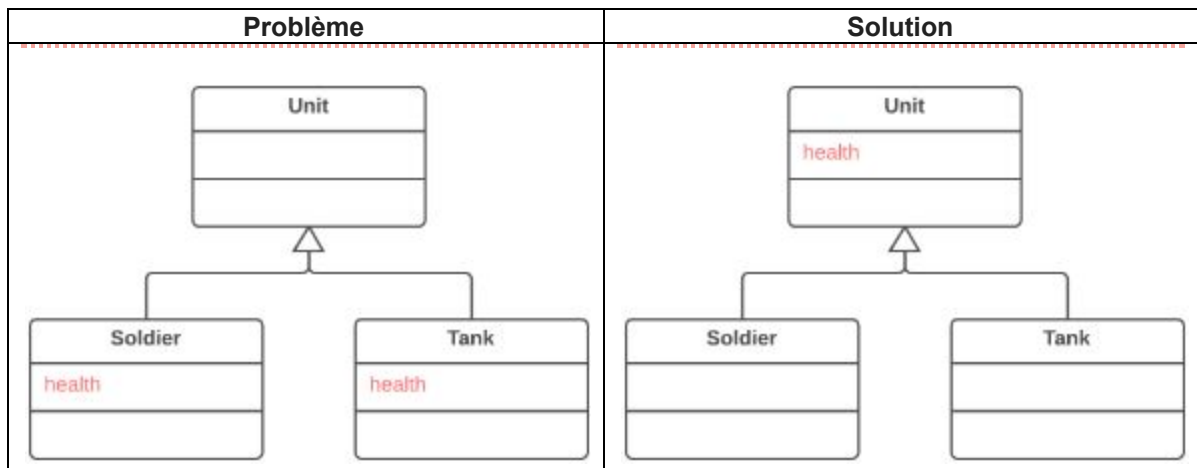 Problème
Solution
Unit
Soldier
health
Tank
health
Unit
health
Soldier
Tank